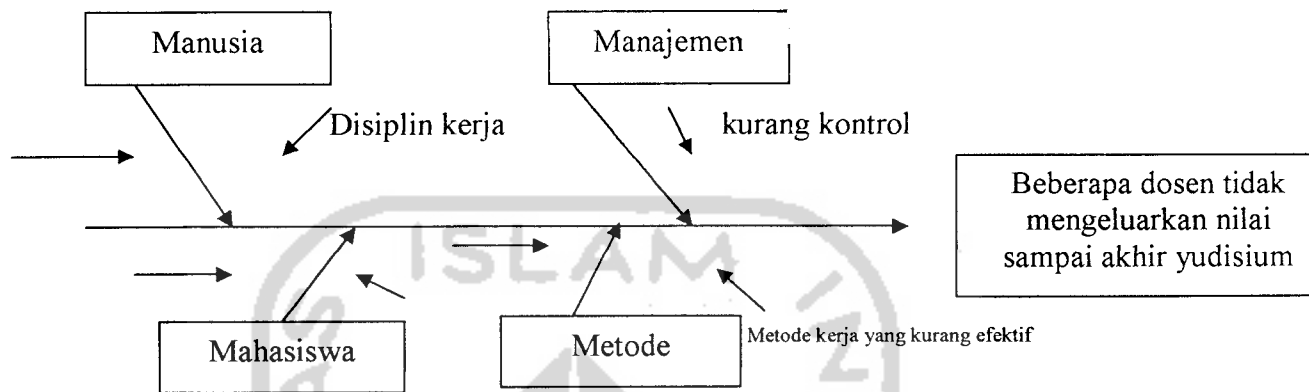 Manusia
Manajemen
Disiplin kerja
kurang kontrol
Beberapa dosen tidak
mengeluarkan nilai
sampai akhir yudisium
ISLAM
Mahasiswa
Metode
Metode kerja yang kurang efektif